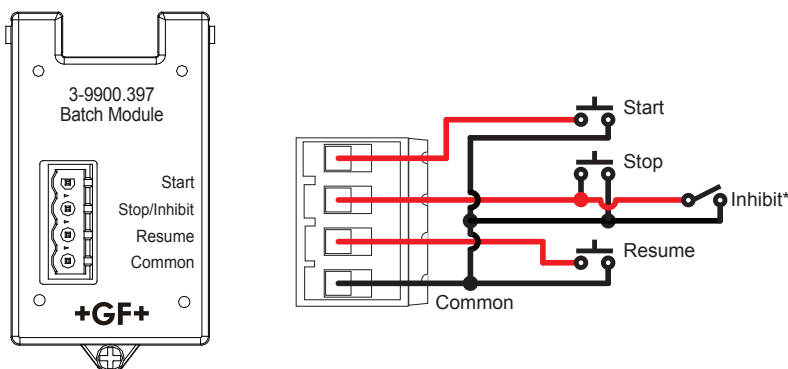 3-9900.397
Batch Module
Start
Stop/Inhibit
Resume
Common
+GF+
Start
Stop
Inhibit*
Resume
Common